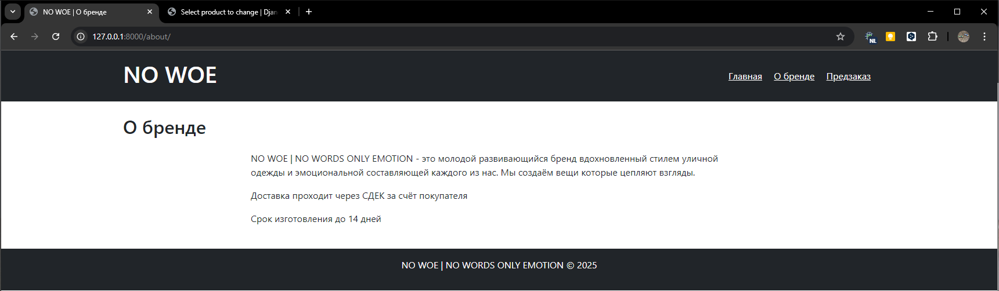 NO WOE | О бренде
Select product to change | Djan
127.0.0.1:8000/about/
NL
NO WOE
Главная О бренде Предзаказ
О бренде
NO WOE | NO WORDS ONLY EMOTION - это молодой развивающийся бренд вдохновленный стилем уличной
одежды и эмоциональной составляющей каждого из нас. Мы создаём вещи которые цепляют взгляды.
Доставка проходит через СДЕК за счёт покупателя
Срок изготовления до 14 дней
NO WOE | NO WORDS ONLY EMOTION © 2025